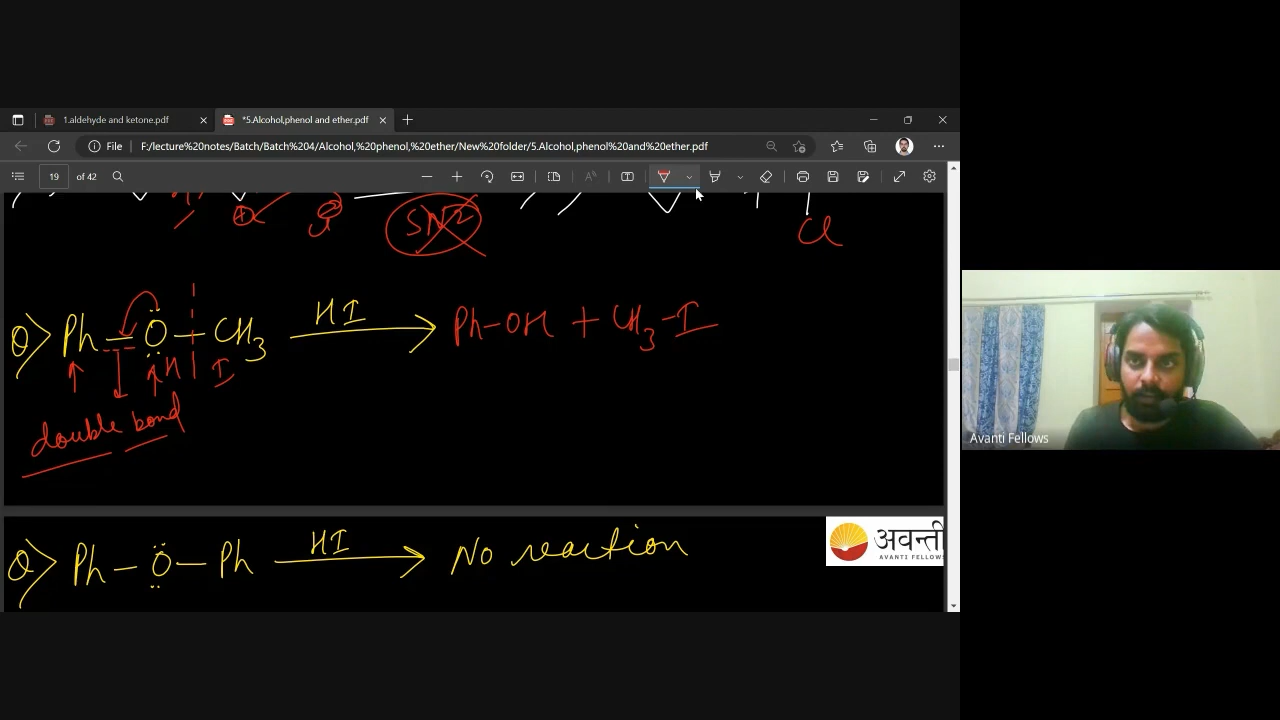 1.aldehyde and ketone.pdf
*5.Alcohol,phenol and ether.pdf
File
F:/lecture%20notes/Batch/Batch%204/Alcohol,%20phenol,%20ether/New%20folder/5.Alcohol,phenol%20and%20ether.pdf
19 of 42
SN2
Cl
Q> Ph – O – CH3 HI Ph–OH + CH3–I
H I
double bond
Q> Ph – O – Ph HI No reaction
अवन्ती
AVANTI FELLOWS
Avanti Fellows